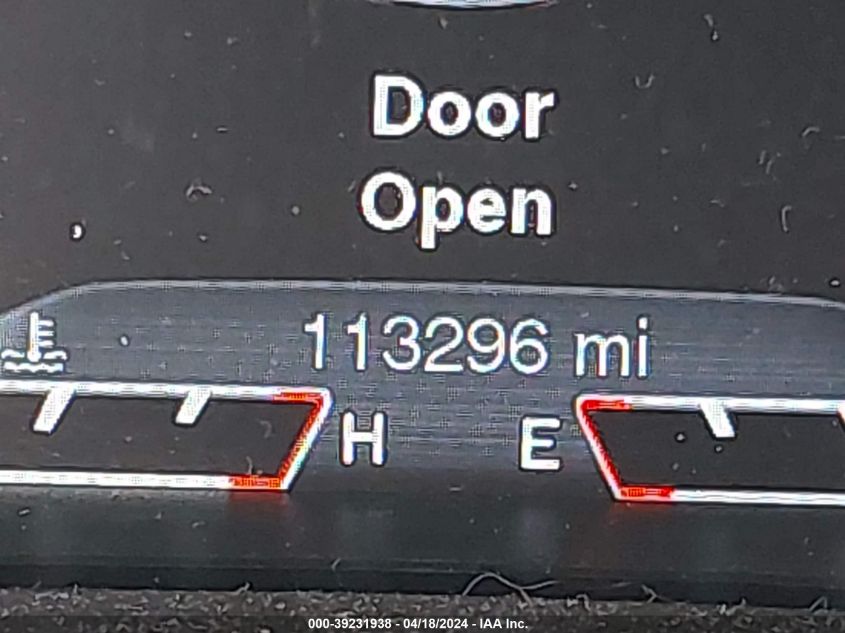 Door
Open
113296 mi
H E
000-39231938 - 04/18/2024 - IAA Inc.